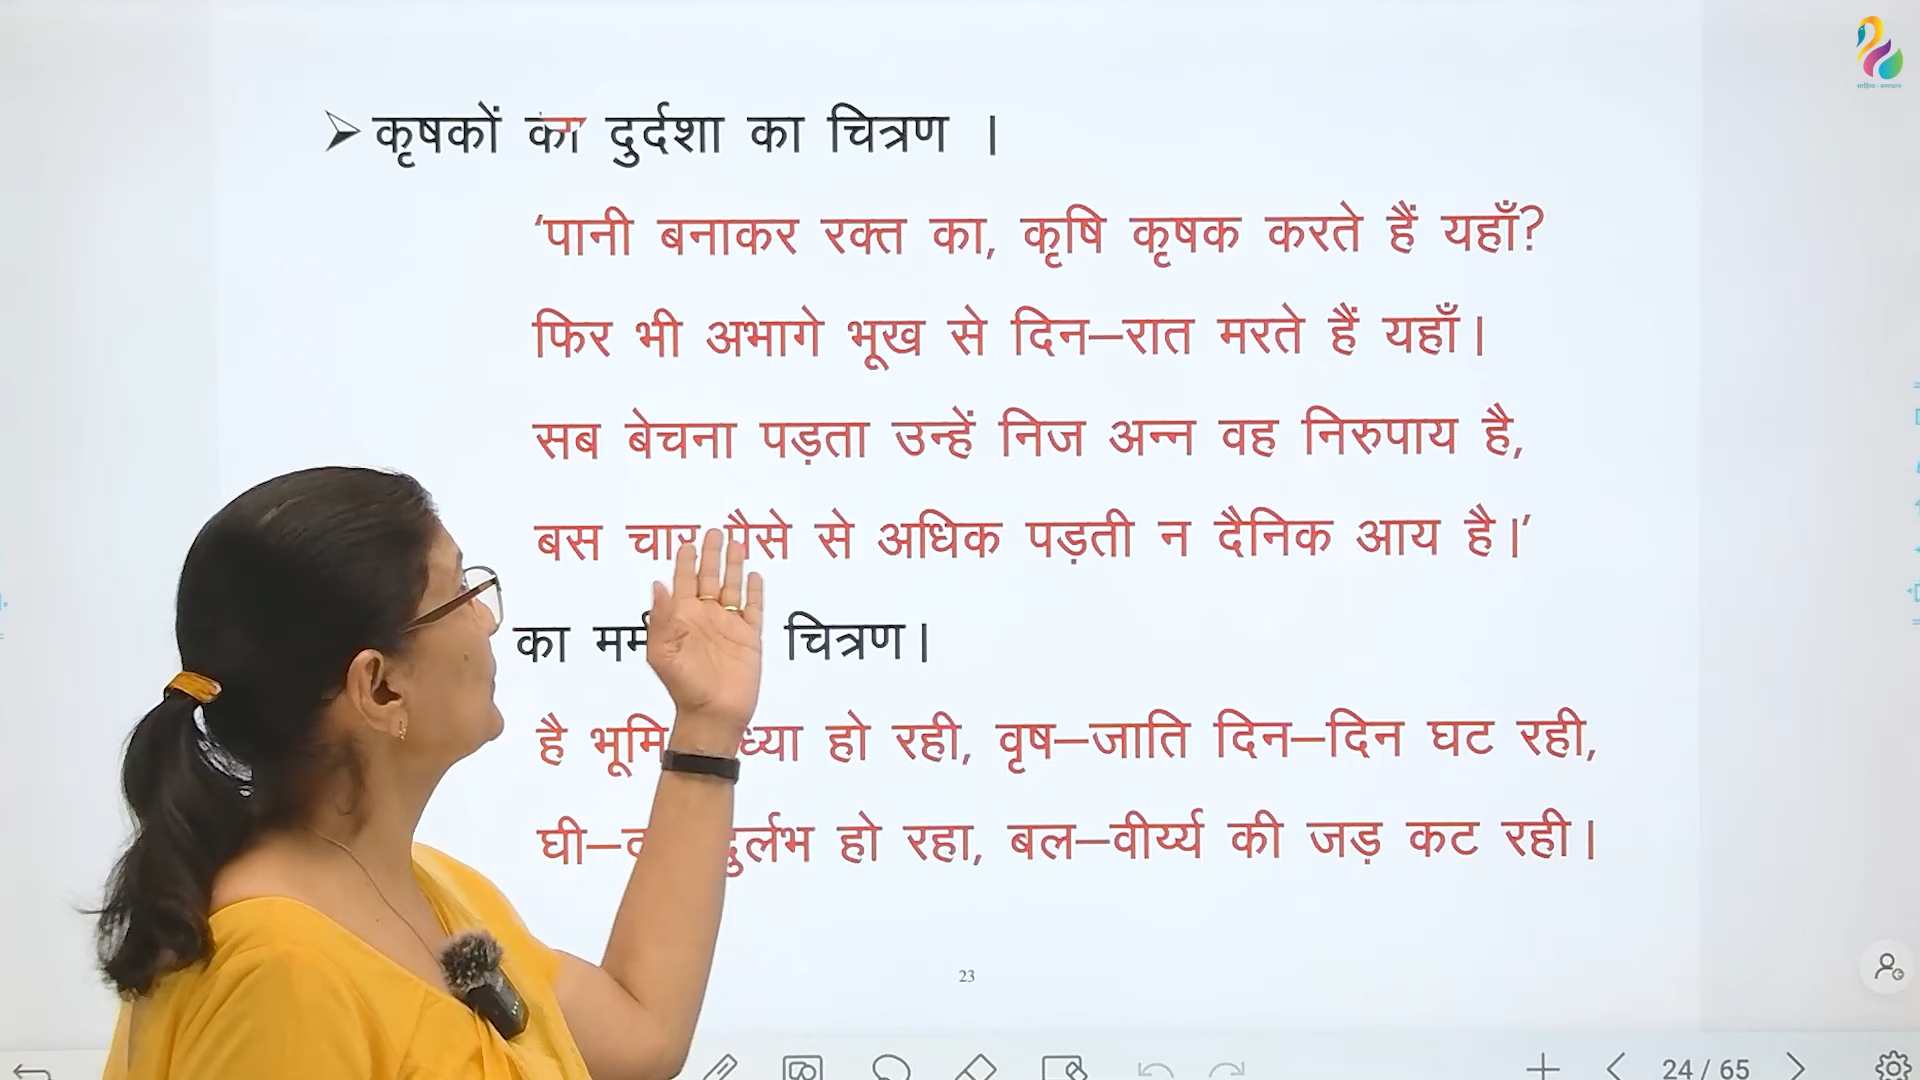 ➢ कृषकों का दुर्दशा का चित्रण ।
‘पानी बनाकर रक्त का, कृषि कृषक करते हैं यहाँ?
फिर भी अभागे भूख से दिन–रात मरते हैं यहाँ।
सब बेचना पड़ता उन्हें निज अन्न वह निरुपाय है,
बस चार पैसे से अधिक पड़ती न दैनिक आय है।’
का चित्रण।
है भूमि हो रही, वृष–जाति दिन–दिन घट रही,
घी– दुर्लभ हो रहा, बल–वीर्य्य की जड़ कट रही।
23
24 / 65